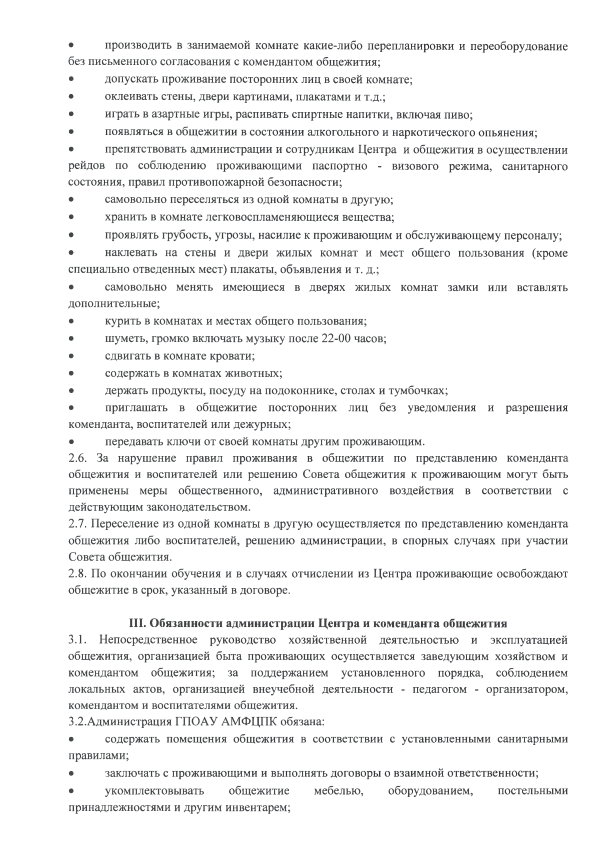 • производить в занимаемой комнате какие-либо перепланировки и переоборудование
без письменного согласования с комендантом общежития;
• допускать проживание посторонних лиц в своей комнате;
• оклеивать стены, двери картинами, плакатами и т.д.;
• играть в азартные игры, распивать спиртные напитки, включая пиво;
• появляться в общежитии в состоянии алкогольного и наркотического опьянения;
• препятствовать администрации и сотрудникам Центра и общежития в осуществлении
рейдов по соблюдению проживающими паспортно - визового режима, санитарного
состояния, правил противопожарной безопасности;
• самовольно переселяться из одной комнаты в другую;
• хранить в комнате легковоспламеняющиеся вещества;
• проявлять грубость, угрозы, насилие к проживающим и обслуживающему персоналу;
• наклевать на стены и двери жилых комнат и мест общего пользования (кроме
специально отведенных мест) плакаты, объявления и т. д.;
• самовольно менять имеющиеся в дверях жилых комнат замки или вставлять
дополнительные;
• курить в комнатах и местах общего пользования;
• шуметь, громко включать музыку после 22-00 часов;
• сдвигать в комнате кровати;
• содержать в комнатах животных;
• держать продукты, посуду на подоконнике, столах и тумбочках;
• приглашать в общежитие посторонних лиц без уведомления и разрешения
коменданта, воспитателей или дежурных;
• передавать ключи от своей комнаты другим проживающим.
2.6. За нарушение правил проживания в общежитии по представлению коменданта
общежития и воспитателей или решению Совета общежития к проживающим могут быть
применены меры общественного, административного воздействия в соответствии с
действующим законодательством.
2.7. Переселение из одной комнаты в другую осуществляется по представлению коменданта
общежития либо воспитателей, решению администрации, в спорных случаях при участии
Совета общежития.
2.8. По окончании обучения и в случаях отчислении из Центра проживающие освобождают
общежитие в срок, указанный в договоре.
III. Обязанности администрации Центра и коменданта общежития
3.1. Непосредственное руководство хозяйственной деятельностью и эксплуатацией
общежития, организацией быта проживающих осуществляется заведующим хозяйством и
комендантом общежития; за поддержанием установленного порядка, соблюдением
локальных актов, организацией внеучебной деятельности - педагогом - организатором,
комендантом и воспитателями общежития.
3.2.Администрация ГПОАУ АМФЦПК обязана:
• содержать помещения общежития в соответствии с установленными санитарными
правилами;
• заключать с проживающими и выполнять договоры о взаимной ответственности;
• укомплектовывать общежитие мебелью, оборудованием, постельными
принадлежностями и другим инвентарем;